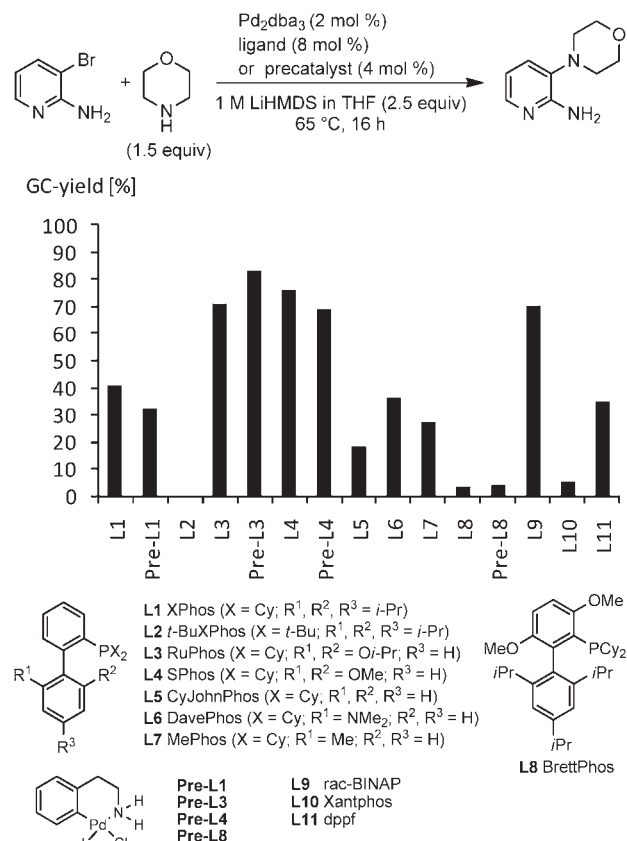 Pd₂dba₃ (2 mol %)
ligand (8 mol %)
or precatalyst (4 mol %)
Br
N
NH₂
+
O
N
H
(1.5 equiv)
1 M LiHMDS in THF (2.5 equiv)
65 °C, 16 h
O
N
N
NH₂
GC-yield [%]
100
90
80
70
60
50
40
30
20
10
0
L1
Pre-L1
L2
L3
Pre-L3
L4
Pre-L4
L5
L6
L7
L8
Pre-L8
L9
L10
L11
PX₂
R¹
R²
R³
L1 XPhos (X = Cy; R¹, R², R³ = i-Pr)
L2 t-BuXPhos (X = t-Bu; R¹, R², R³ = i-Pr)
L3 RuPhos (X = Cy; R¹, R² = Oi-Pr; R³ = H)
L4 SPhos (X = Cy; R¹, R² = OMe; R³ = H)
L5 CyJohnPhos (X = Cy; R¹, R², R³ = H)
L6 DavePhos (X = Cy; R¹ = NMe₂; R², R³ = H)
L7 MePhos (X = Cy; R¹ = Me; R², R³ = H)
OMe
MeO
PCy₂
iPr
iPr
iPr
L8 BrettPhos
H
N
H
Pd
Pre-L1
Pre-L3
Pre-L4
Pre-L8
L9 rac-BINAP
L10 Xantphos
L11 dppf